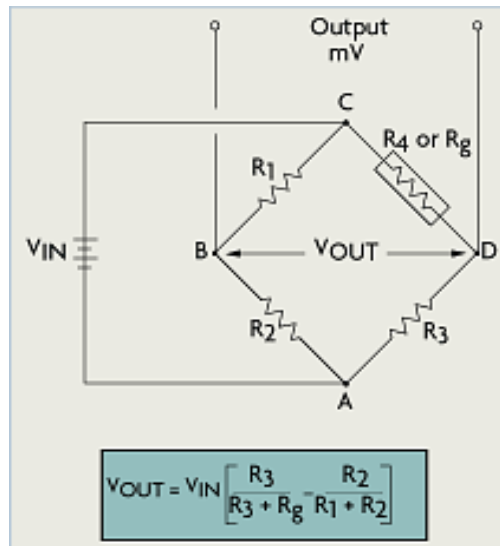 Output
mV
C
R4 or Rg
R1
VIN
B
VOUT
D
R2
R3
A
VOUT = VIN [ R3 / (R3 + Rg) - R2 / (R1 + R2) ]